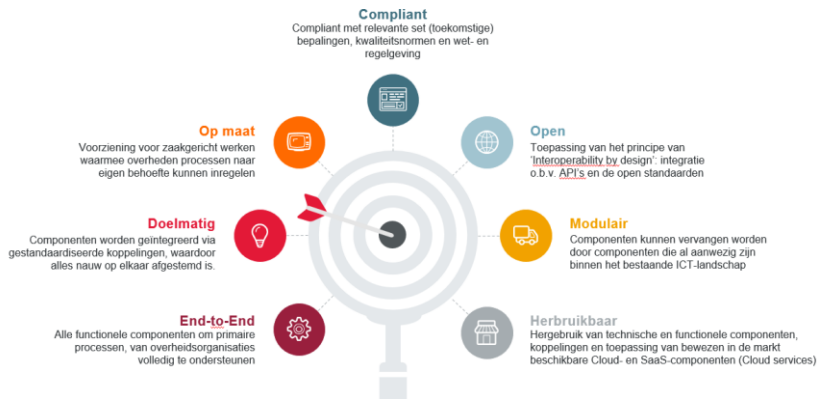 Compliant
Compliant met relevante set (toekomstige)
bepalingen, kwaliteitsnormen en wet- en
regelgeving
Op maat
Voorziening voor zaakgericht werken
waarmee overheden processen naar
eigen behoefte kunnen inregelen
Open
Toepassing van het principe van
'Interoperability by design': integratie
o.b.v. API's en de open standaarden
Doelmatig
Componenten worden geïntegreerd via
gestandaardiseerde koppelingen, waardoor
alles nauw op elkaar afgestemd is.
Modulair
Componenten kunnen vervangen worden
door componenten die al aanwezig zijn
binnen het bestaande ICT-landschap
End-to-End
Alle functionele componenten om primaire
processen, van overheidsorganisaties
volledig te ondersteunen
Herbruikbaar
Hergebruik van technische en functionele componenten,
koppelingen en toepassing van bewezen in de markt
beschikbare Cloud- en SaaS-componenten (Cloud services)